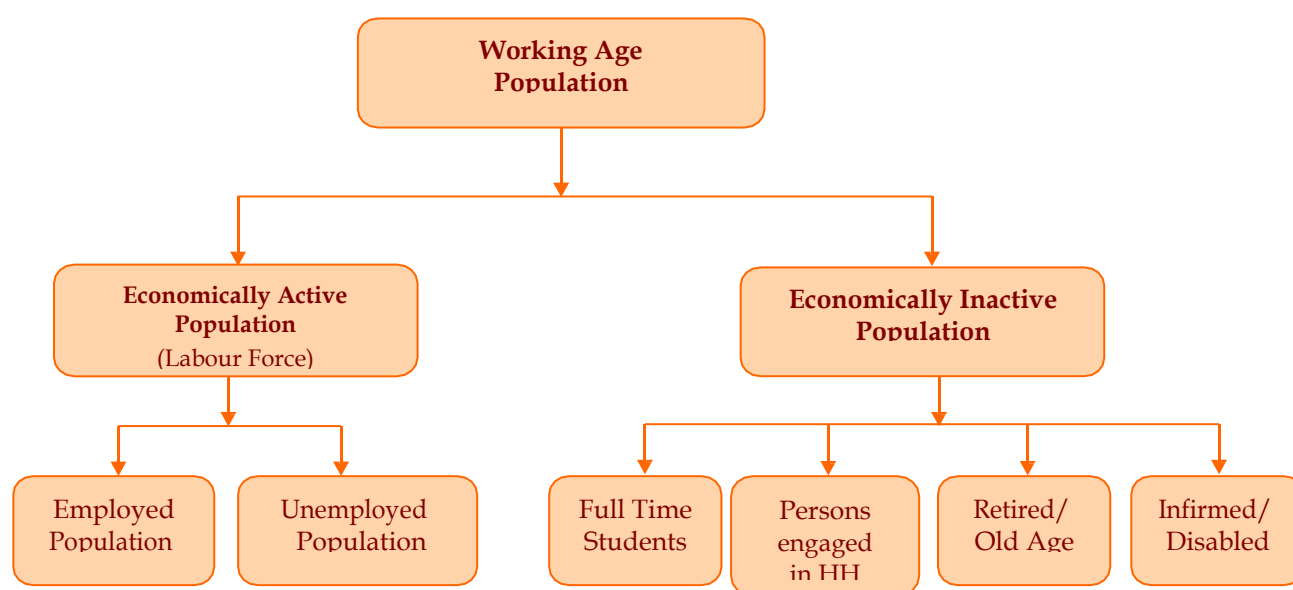 Working Age
Population
Economically Active
Population
(Labour Force)
Economically Inactive
Population
Employed
Population
Unemployed
Population
Full Time
Students
Persons
engaged
in HH
Retired/
Old Age
Infirmed/
Disabled